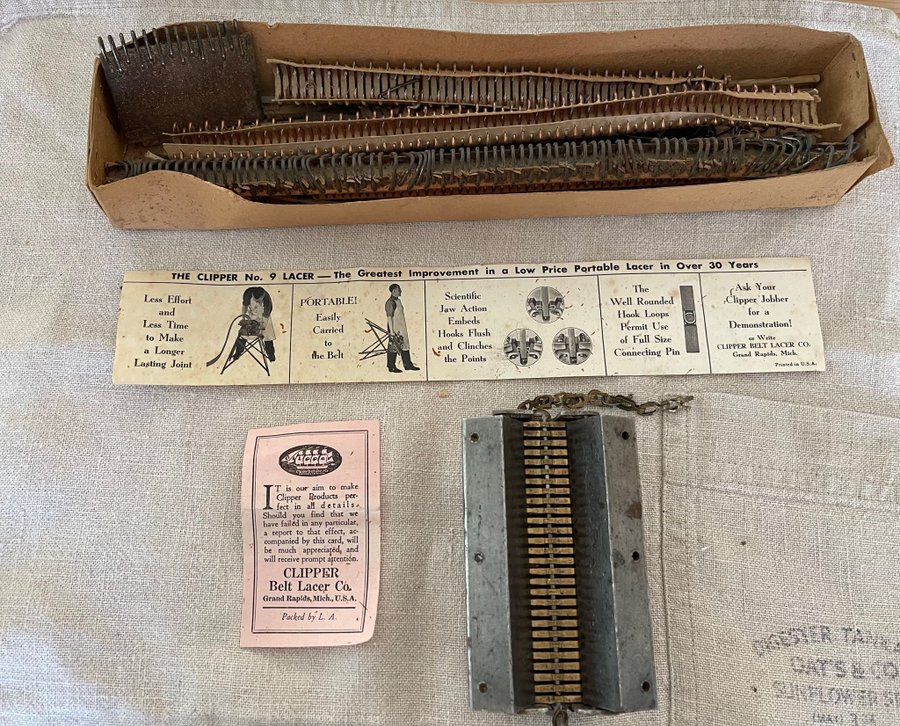 THE CLIPPER No. 9 LACER — The Greatest Improvement in a Low Price Portable Lacer in Over 30 Years
Less Effort
and
Less Time
to Make
a Longer
Lasting Joint
PORTABLE!
Easily
Carried
to
the Belt
Scientific
Jaw Action
Embeds
Hooks Flush
and Clinches
the Points
The
Well Rounded
Hook Loops
Permit Use
of Full Size
Connecting Pin
Ask Your
Clipper Jobber
for a
Demonstration!
or Write
CLIPPER BELT LACER CO.
Grand Rapids, Mich.
Printed in U.S.A.
IT is our aim to make
Clipper Products per-
fect in all details.
Should you find that we
have failed in any particular,
a report to that effect, ac-
companied by this card, will
be much appreciated, and
will receive prompt attention.
CLIPPER
Belt Lacer Co.
Grand Rapids, Mich., U.S.A.
Packed by L. A.
DIGESTER TANKA
OAT'S & CO
SUNFLOWER S